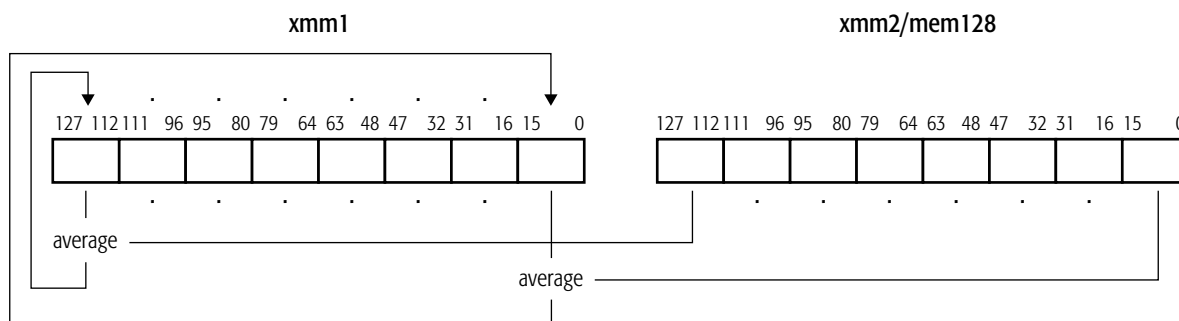 xmm1 xmm2/mem128
127 112 111 96 95 80 79 64 63 48 47 32 31 16 15 0 127 112 111 96 95 80 79 64 63 48 47 32 31 16 15 0
average
average